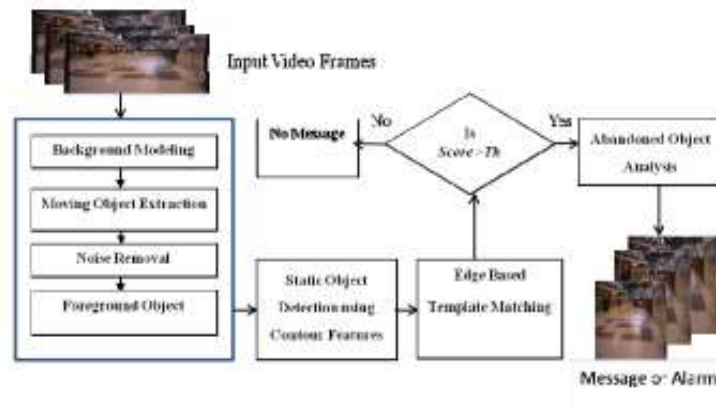 Input Video Frames
Background Modeling
Moving Object Extraction
Noise Removal
Foreground Object
No Message
No
Is
Score>Th
Yes
Abandoned Object
Analysis
Static Object
Detection using
Contour Features
Edge Based
Template Matching
Message or Alarm